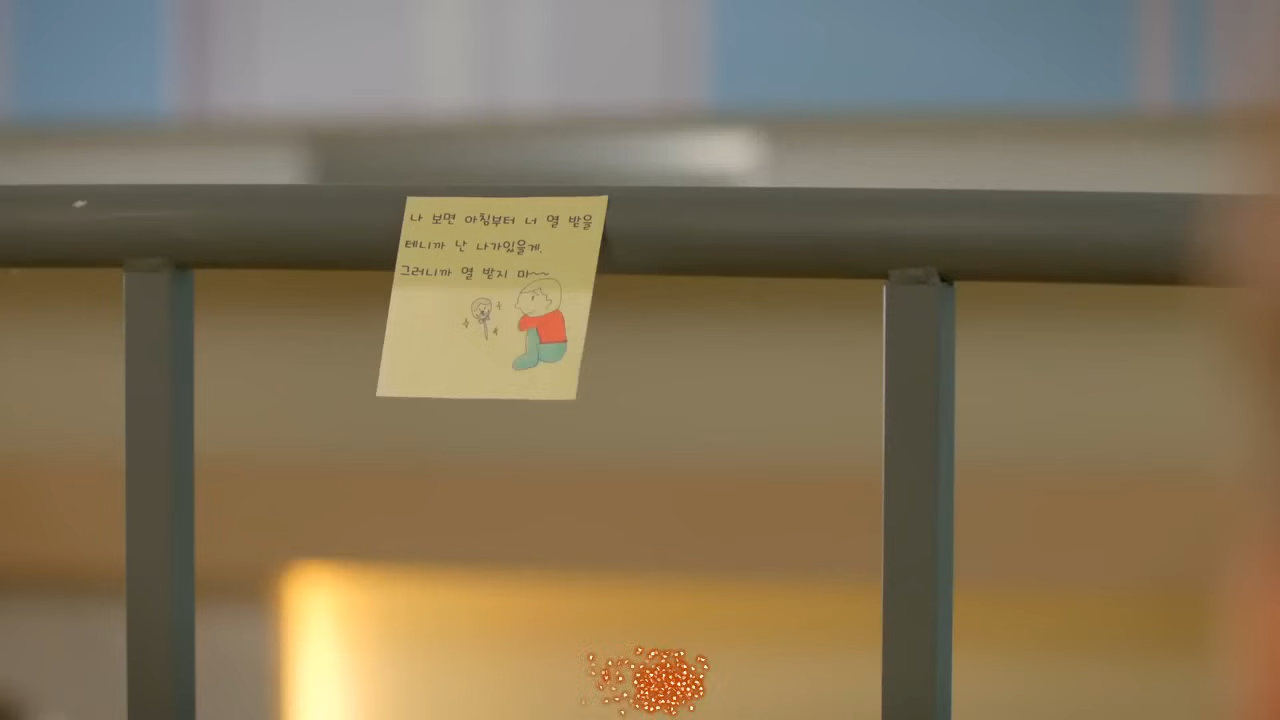 나 보면 아침부터 너 열 받을
테니까 난 나가있을게.
그러니까 열 받지 마~~